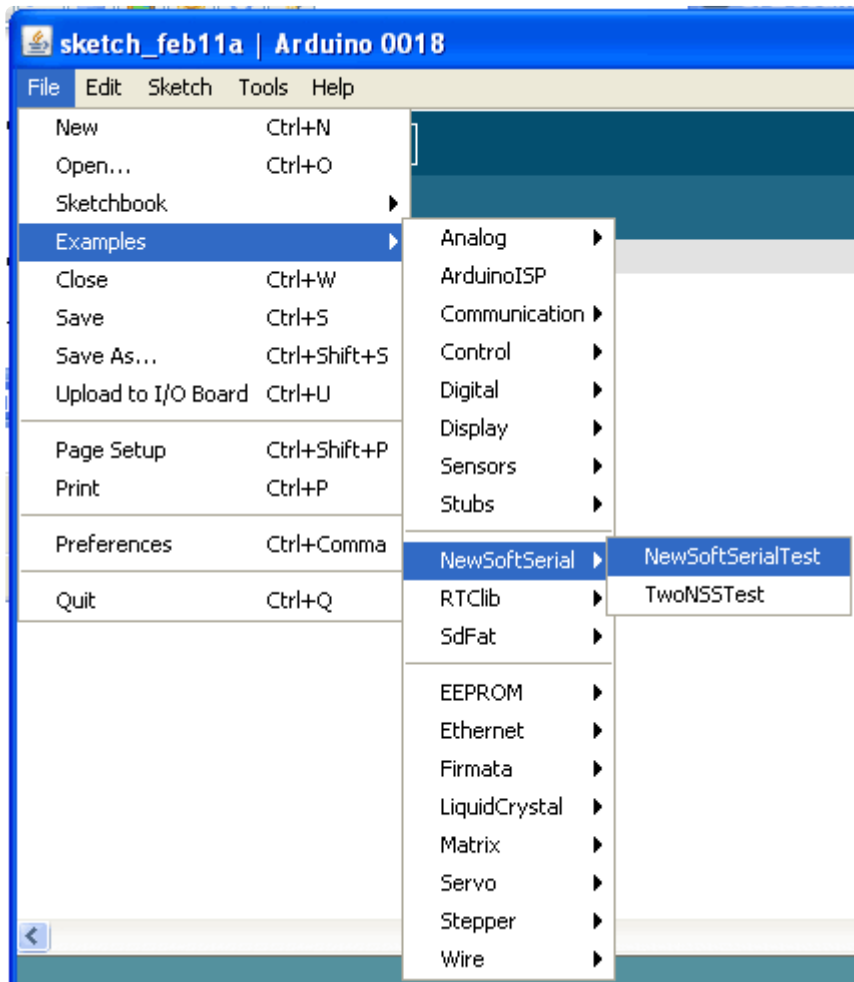 sketch_feb11a | Arduino 0018
File Edit Sketch Tools Help
New Ctrl+N
Open... Ctrl+O
Sketchbook
Examples
Close Ctrl+W
Save Ctrl+S
Save As... Ctrl+Shift+S
Upload to I/O Board Ctrl+U
Page Setup Ctrl+Shift+P
Print Ctrl+P
Preferences Ctrl+Comma
Quit Ctrl+Q
Analog
ArduinoISP
Communication
Control
Digital
Display
Sensors
Stubs
NewSoftSerial
RTClib
SdFat
EEPROM
Ethernet
Firmata
LiquidCrystal
Matrix
Servo
Stepper
Wire
NewSoftSerialTest
TwoNSSTest